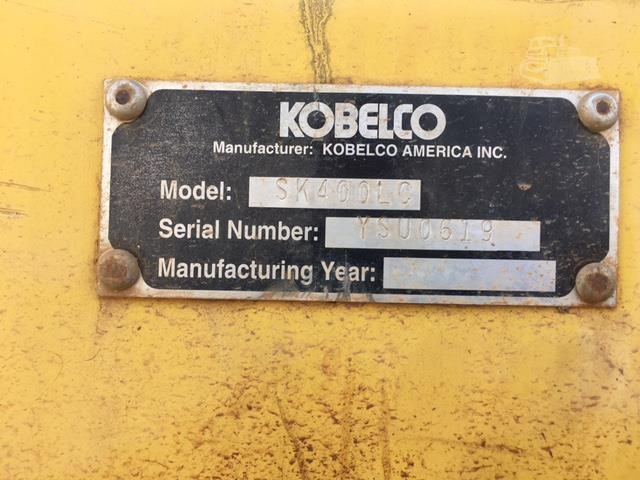 KOBELCO
Manufacturer: KOBELCO AMERICA INC.
Model: SK400LC
Serial Number: YSU0619
Manufacturing Year: